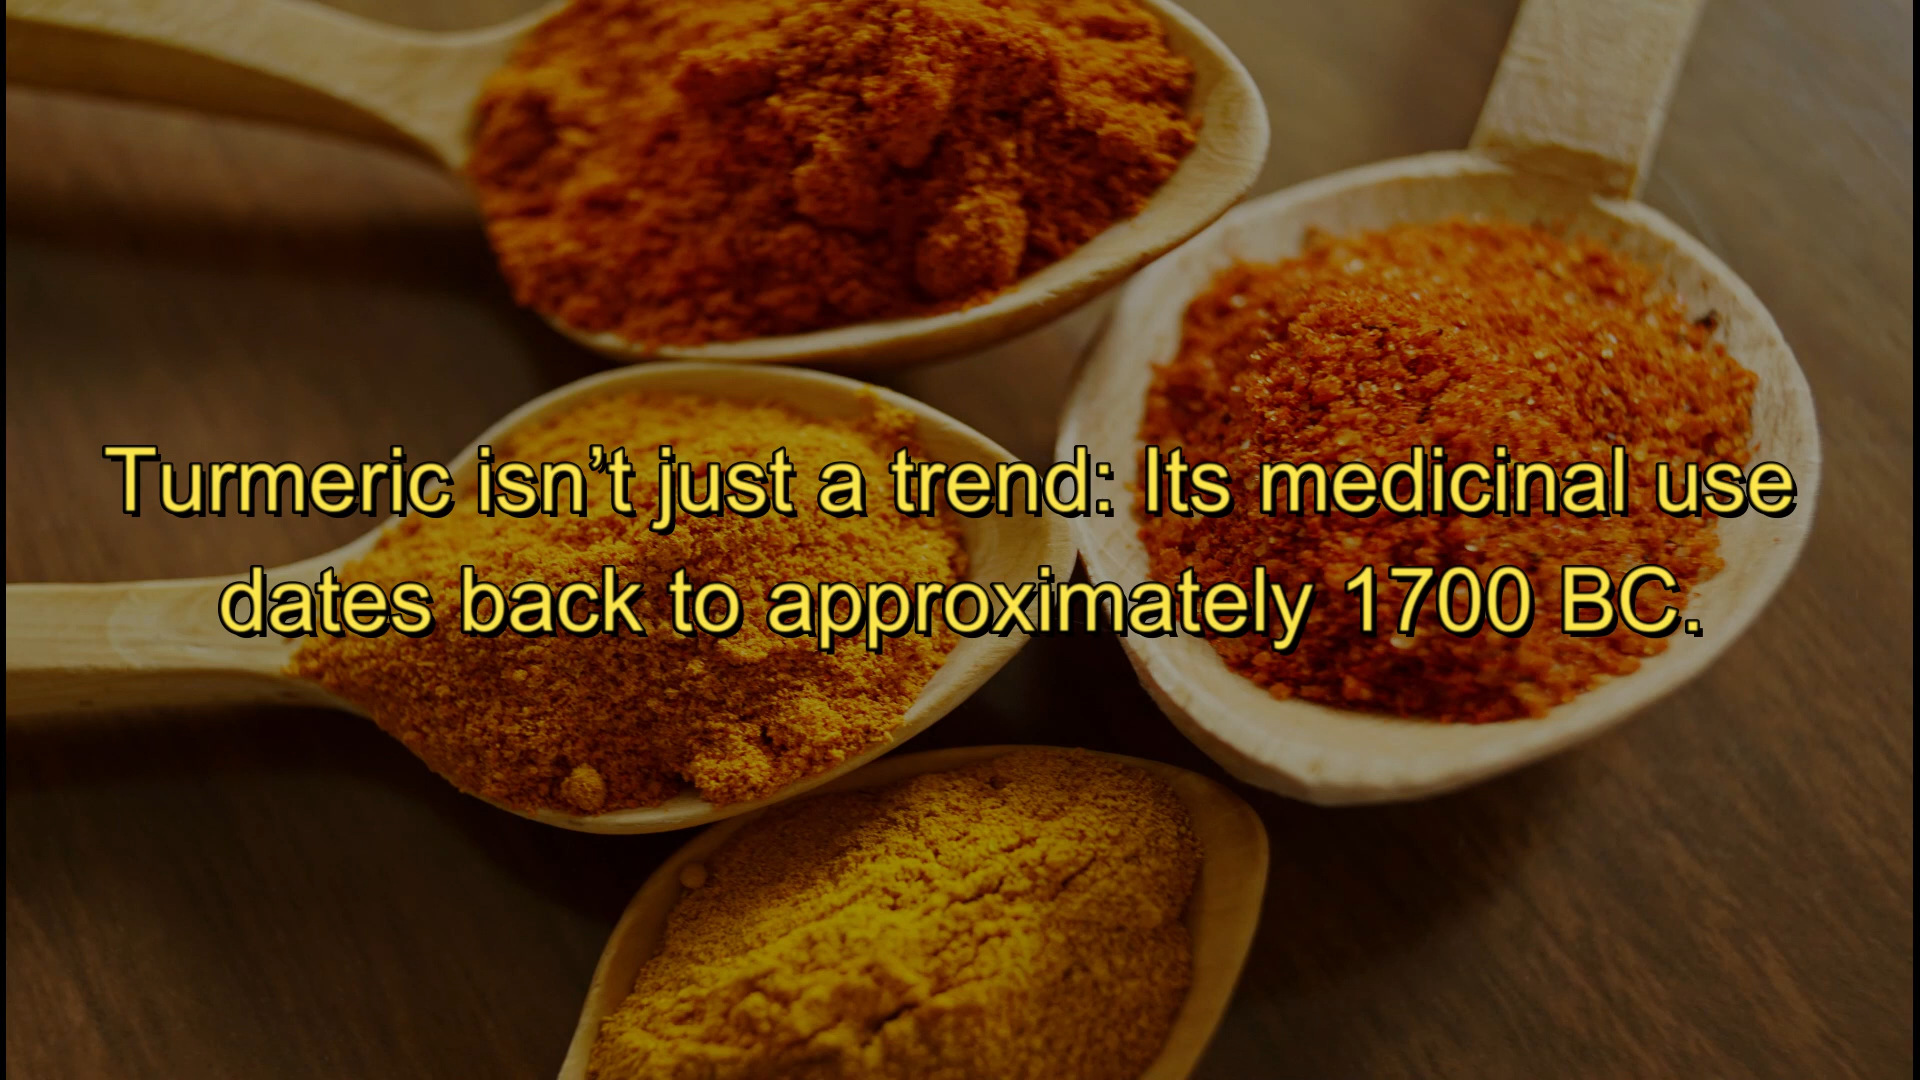 Turmeric isn’t just a trend: Its medicinal use
dates back to approximately 1700 BC.